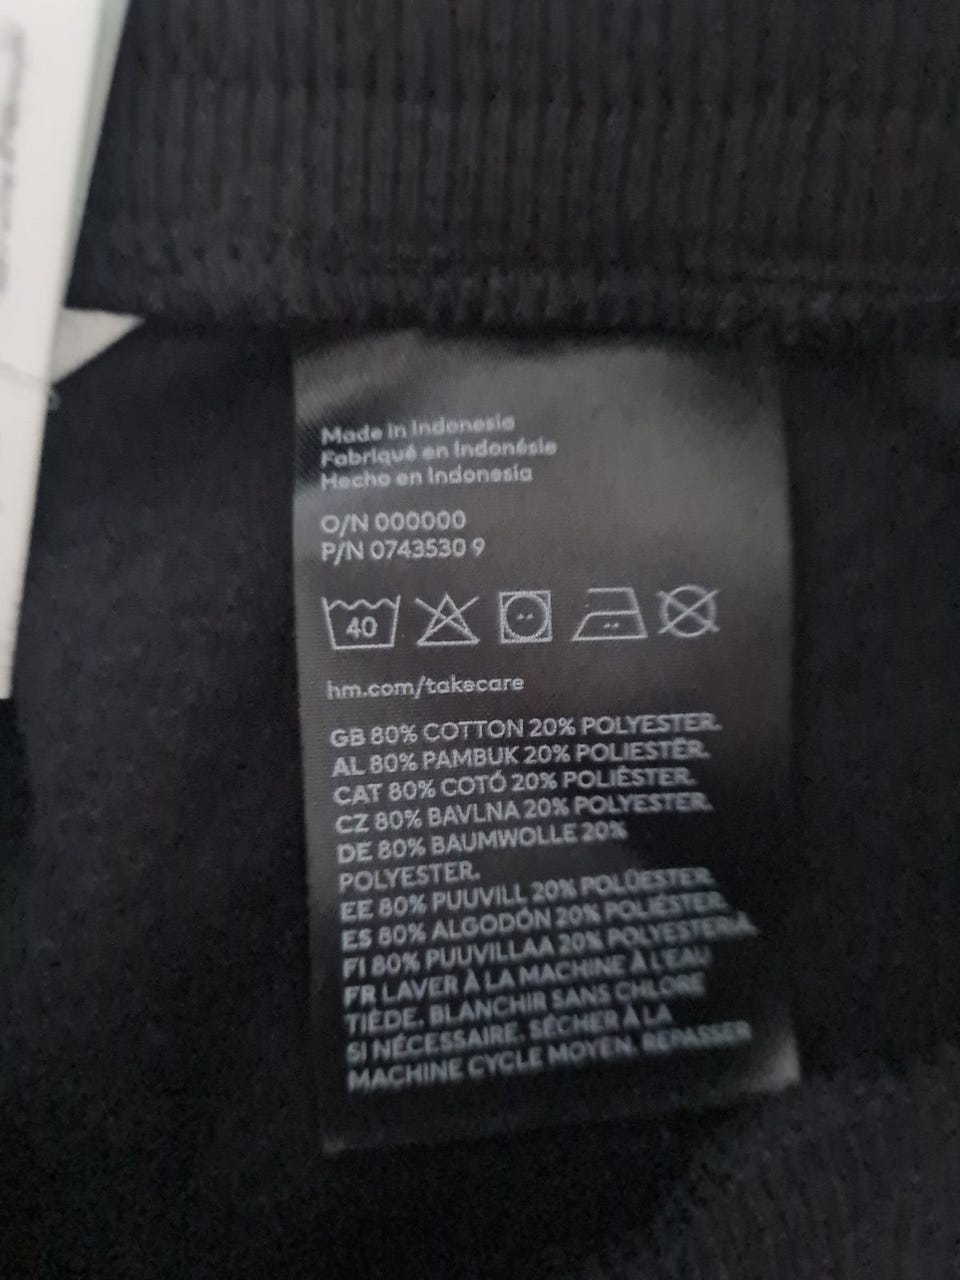 Made in Indonesia
Fabriqué en Indonésie
Hecho en Indonesia
O/N 000000
P/N 0743530 9
40
hm.com/takecare
GB 80% COTTON 20% POLYESTER.
AL 80% PAMBUK 20% POLIESTËR.
CAT 80% COTÓ 20% POLIÈSTER.
CZ 80% BAVLNA 20% POLYESTER.
DE 80% BAUMWOLLE 20%
POLYESTER.
EE 80% PUUVILL 20% POLÜESTER.
ES 80% ALGODÓN 20% POLIÉSTER.
FI 80% PUUVILLAA 20% POLYESTERIÄ.
FR LAVER À LA MACHINE À L'EAU
TIÈDE. BLANCHIR SANS CHLORE
SI NÉCESSAIRE. SÉCHER À LA
MACHINE CYCLE MOYEN. REPASSER